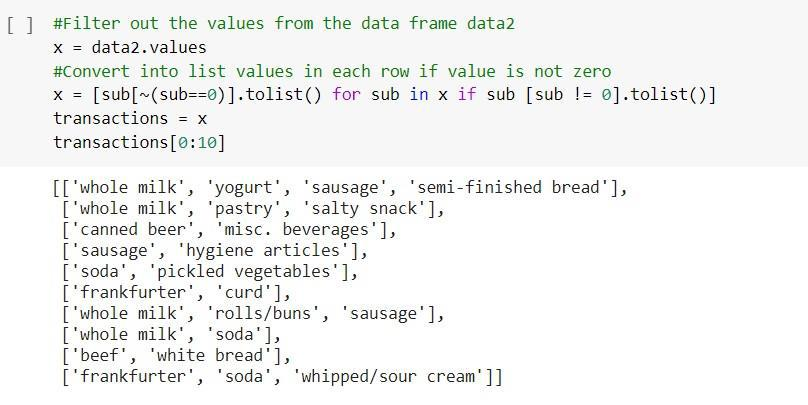 [ ] #Filter out the values from the data frame data2
x = data2.values
#Convert into list values in each row if value is not zero
x = [sub[~(sub==0)].tolist() for sub in x if sub [sub != 0].tolist()]
transactions = x
transactions[0:10]
[['whole milk', 'yogurt', 'sausage', 'semi-finished bread'],
['whole milk', 'pastry', 'salty snack'],
['canned beer', 'misc. beverages'],
['sausage', 'hygiene articles'],
['soda', 'pickled vegetables'],
['frankfurter', 'curd'],
['whole milk', 'rolls/buns', 'sausage'],
['whole milk', 'soda'],
['beef', 'white bread'],
['frankfurter', 'soda', 'whipped/sour cream']]